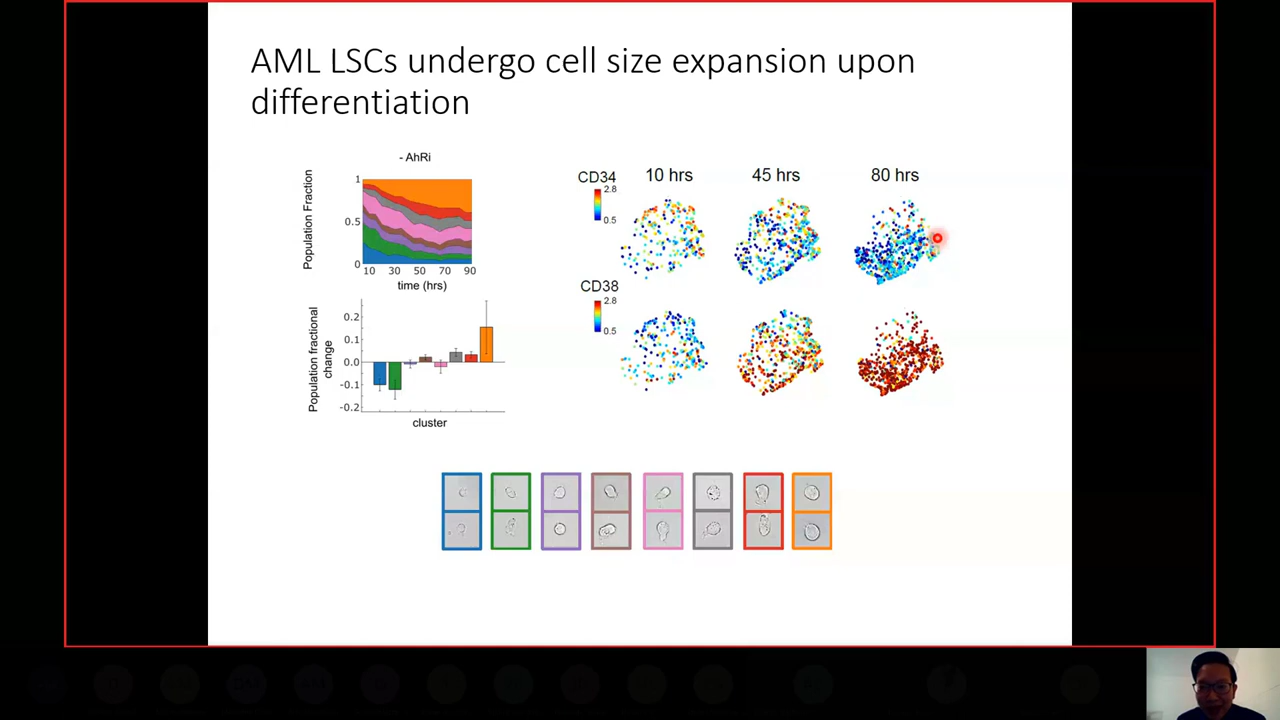 AML LSCs undergo cell size expansion upon
differentiation
- AhRi
Population Fraction
1
0.5
0
10 30 50 70 90
time (hrs)
Population fractional
change
0.2
0.1
0.0
-0.1
-0.2
cluster
CD34
2.8
0.5
10 hrs
45 hrs
80 hrs
CD38
2.8
0.5